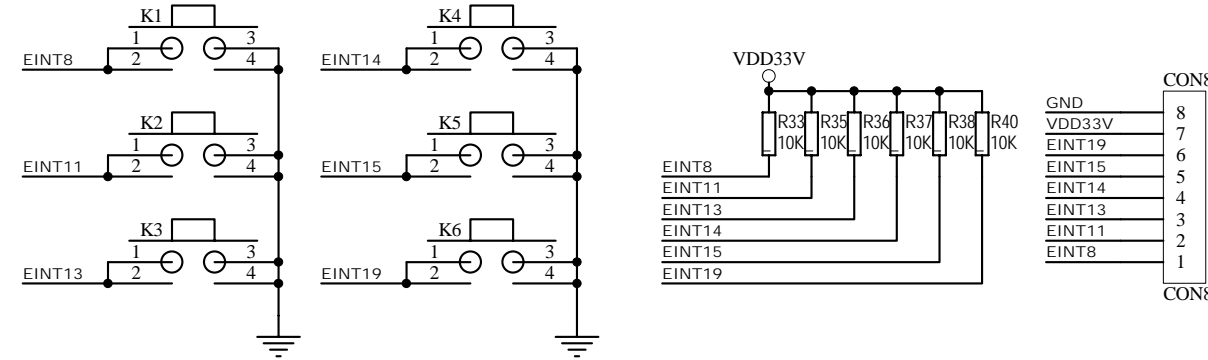 K1
1 3
EINT8 2 4
K4
1 3
EINT14 2 4
K2
1 3
EINT11 2 4
K5
1 3
EINT15 2 4
K3
1 3
EINT13 2 4
K6
1 3
EINT19 2 4
VDD33V
R33 R35 R36 R37 R38 R40
10K 10K 10K 10K 10K 10K
EINT8
EINT11
EINT13
EINT14
EINT15
EINT19
CON8
GND 8
VDD33V 7
EINT19 6
EINT15 5
EINT14 4
EINT13 3
EINT11 2
EINT8 1
CON8